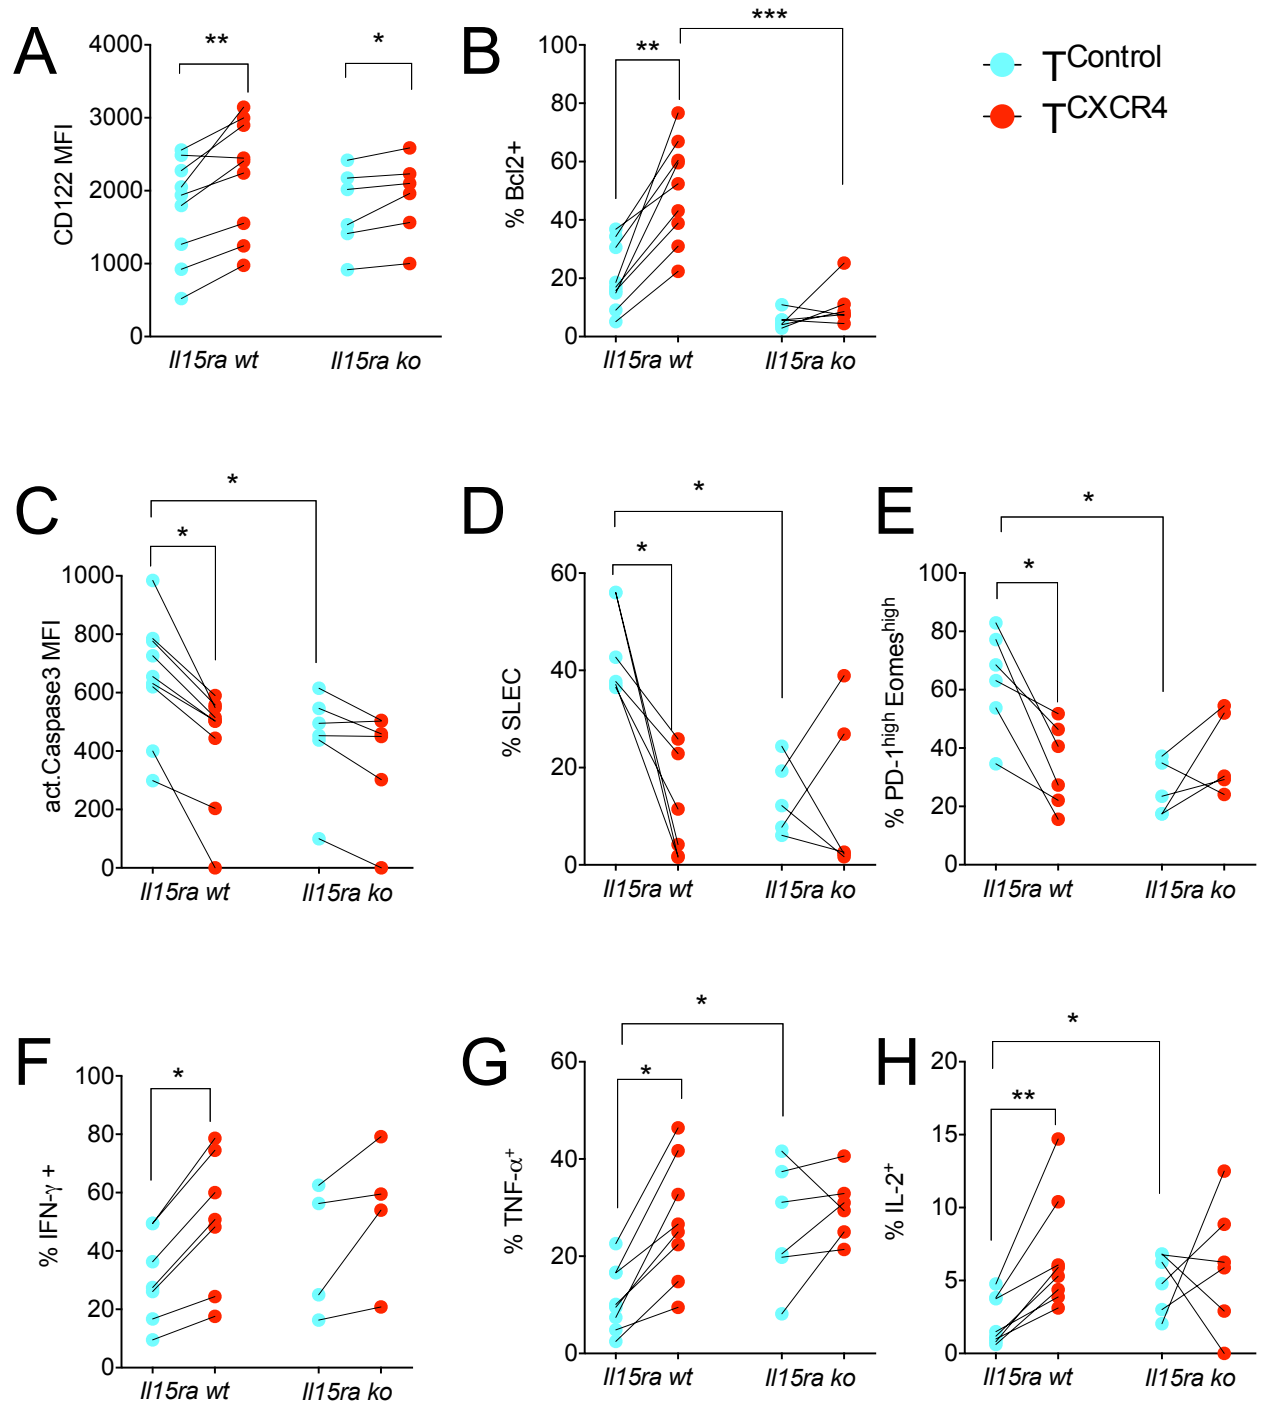 A
CD122 MFI
4000
3000
2000
1000
0
**
*
Il15ra wt
Il15ra ko
B
% Bcl2+
100
80
60
40
20
0
**
***
Il15ra wt
Il15ra ko
TControl
TCXCR4
C
act.Caspase3 MFI
1000
800
600
400
200
0
*
*
Il15ra wt
Il15ra ko
D
% SLEC
60
40
20
0
*
*
Il15ra wt
Il15ra ko
E
% PD-1high Eomeshigh
100
80
60
40
20
0
*
*
Il15ra wt
Il15ra ko
F
% IFN-γ +
100
80
60
40
20
0
*
Il15ra wt
Il15ra ko
G
% TNF-α+
60
40
20
0
*
*
Il15ra wt
Il15ra ko
H
% IL-2+
20
15
10
5
0
*
**
Il15ra wt
Il15ra ko